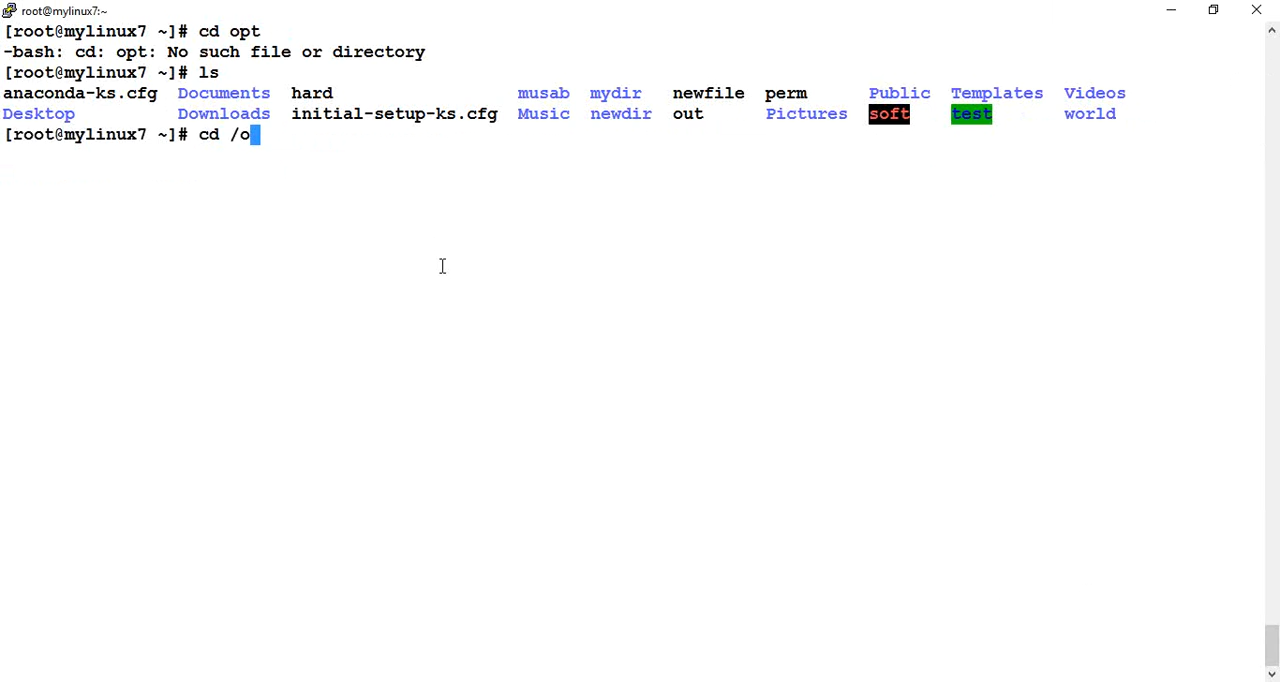 root@mylinux7:~
[root@mylinux7 ~]# cd opt
-bash: cd: opt: No such file or directory
[root@mylinux7 ~]# ls
anaconda-ks.cfg  Documents  hard                  musab  mydir   newfile  perm      Public  Templates  Videos
Desktop          Downloads  initial-setup-ks.cfg  Music  newdir  out      Pictures  soft    test       world
[root@mylinux7 ~]# cd /o